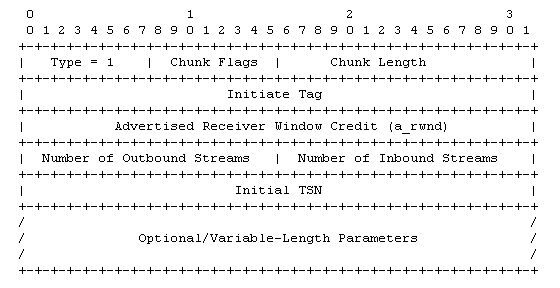 0                   1                   2                   3
0 1 2 3 4 5 6 7 8 9 0 1 2 3 4 5 6 7 8 9 0 1 2 3 4 5 6 7 8 9 0 1
+-+-+-+-+-+-+-+-+-+-+-+-+-+-+-+-+-+-+-+-+-+-+-+-+-+-+-+-+-+-+-+-+
|   Type = 1    |  Chunk Flags  |      Chunk Length             |
+-+-+-+-+-+-+-+-+-+-+-+-+-+-+-+-+-+-+-+-+-+-+-+-+-+-+-+-+-+-+-+-+
|                         Initiate Tag                          |
+-+-+-+-+-+-+-+-+-+-+-+-+-+-+-+-+-+-+-+-+-+-+-+-+-+-+-+-+-+-+-+-+
|           Advertised Receiver Window Credit (a_rwnd)          |
+-+-+-+-+-+-+-+-+-+-+-+-+-+-+-+-+-+-+-+-+-+-+-+-+-+-+-+-+-+-+-+-+
|  Number of Outbound Streams   |  Number of Inbound Streams    |
+-+-+-+-+-+-+-+-+-+-+-+-+-+-+-+-+-+-+-+-+-+-+-+-+-+-+-+-+-+-+-+-+
|                          Initial TSN                          |
+-+-+-+-+-+-+-+-+-+-+-+-+-+-+-+-+-+-+-+-+-+-+-+-+-+-+-+-+-+-+-+-+
/                                                               /
/              Optional/Variable-Length Parameters              /
/                                                               /
+-+-+-+-+-+-+-+-+-+-+-+-+-+-+-+-+-+-+-+-+-+-+-+-+-+-+-+-+-+-+-+-+